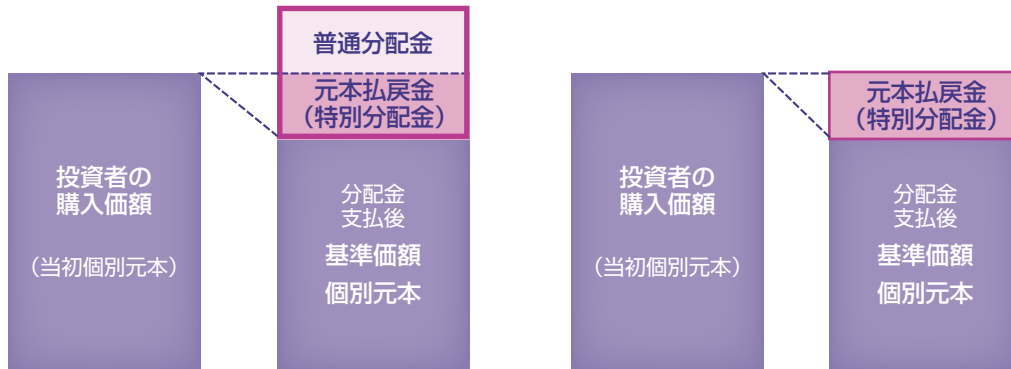 普通分配金
元本払戻金
（特別分配金）
投資者の
購入価額
（当初個別元本）
分配金
支払後
基準価額
個別元本
元本払戻金
（特別分配金）
投資者の
購入価額
（当初個別元本）
分配金
支払後
基準価額
個別元本